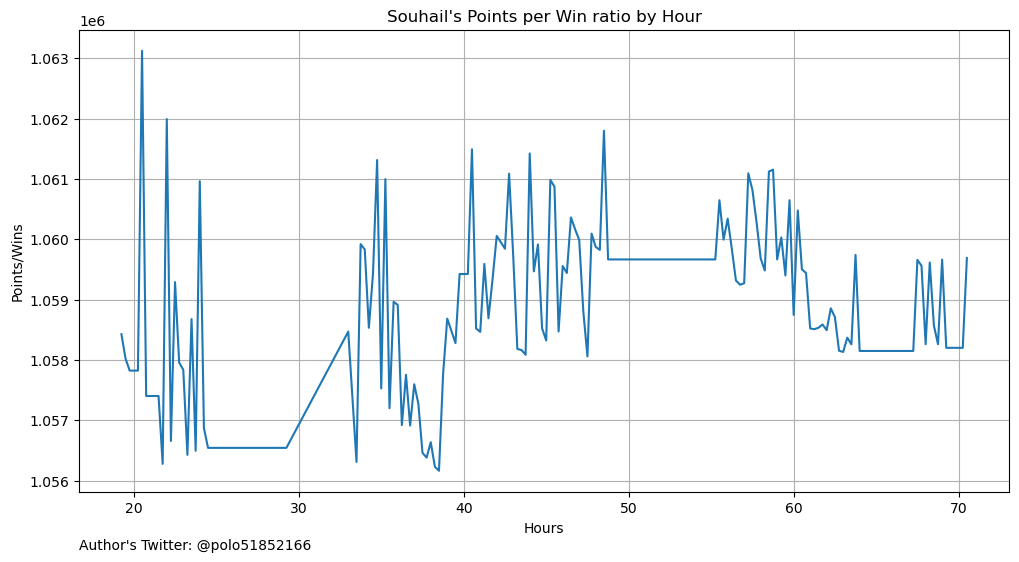 Souhail's Points per Win ratio by Hour
1e6
1.063
1.062
1.061
1.060
1.059
1.058
1.057
1.056
Points/Wins
20 30 40 50 60 70
Hours
Author's Twitter: @polo51852166